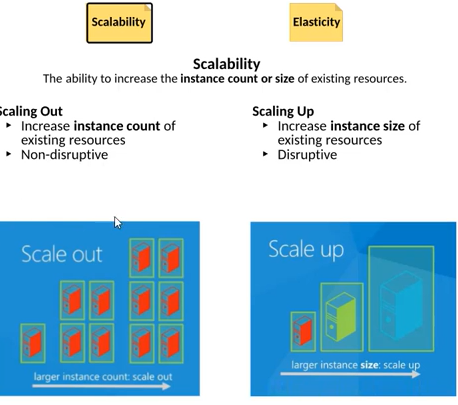 Scalability
Elasticity
Scalability
The ability to increase the instance count or size of existing resources.
Scaling Out
‣ Increase instance count of
existing resources
‣ Non-disruptive
Scaling Up
‣ Increase instance size of
existing resources
‣ Disruptive
Scale out
larger instance count: scale out
Scale up
larger instance size: scale up